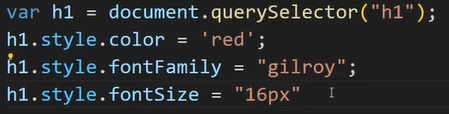 var h1 = document.querySelector("h1");
h1.style.color = 'red';
h1.style.fontFamily = "gilroy";
h1.style.fontSize = "16px"